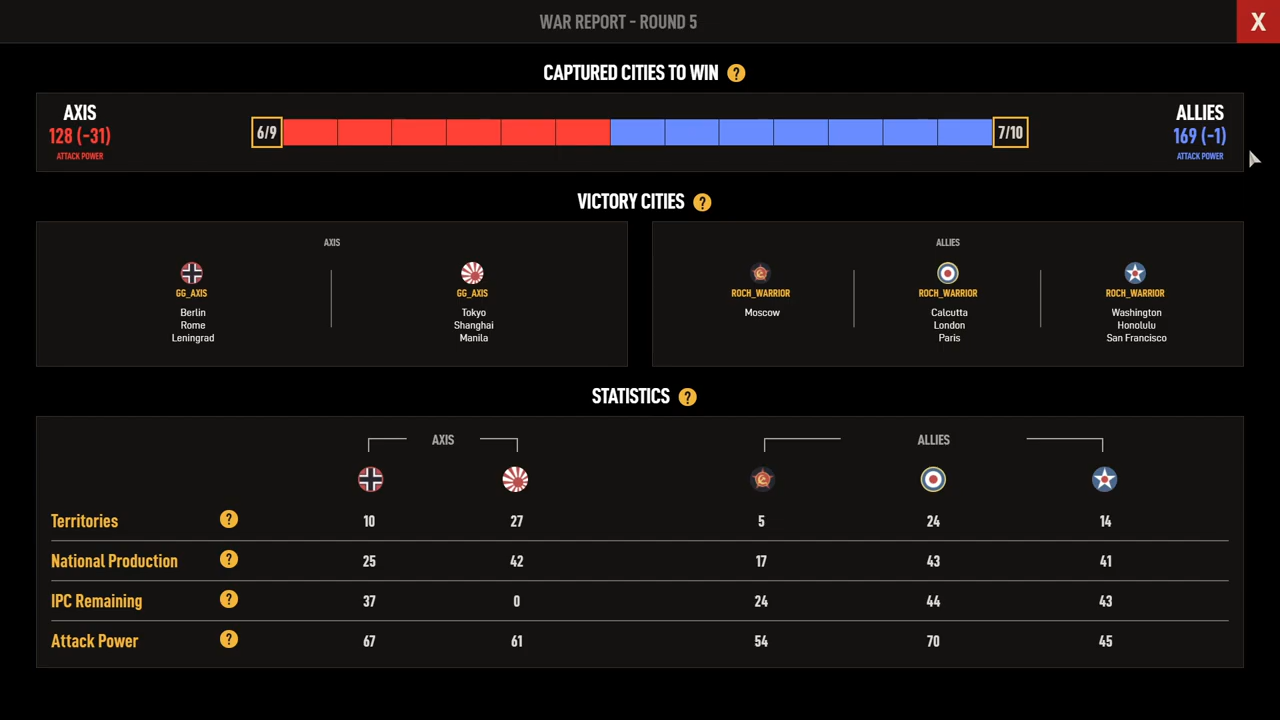 WAR REPORT - ROUND 5
X
CAPTURED CITIES TO WIN ?
AXIS
128 (-31)
ATTACK POWER
6/9
7/10
ALLIES
169 (-1)
ATTACK POWER
VICTORY CITIES ?
AXIS
GG_AXIS
Berlin
Rome
Leningrad
GG_AXIS
Tokyo
Shanghai
Manila
ALLIES
ROCH_WARRIOR
Moscow
ROCH_WARRIOR
Calcutta
London
Paris
ROCH_WARRIOR
Washington
Honolulu
San Francisco
STATISTICS ?
AXIS
ALLIES
Territories ? 10 27 5 24 14
National Production ? 25 42 17 43 41
IPC Remaining ? 37 0 24 44 43
Attack Power ? 67 61 54 70 45